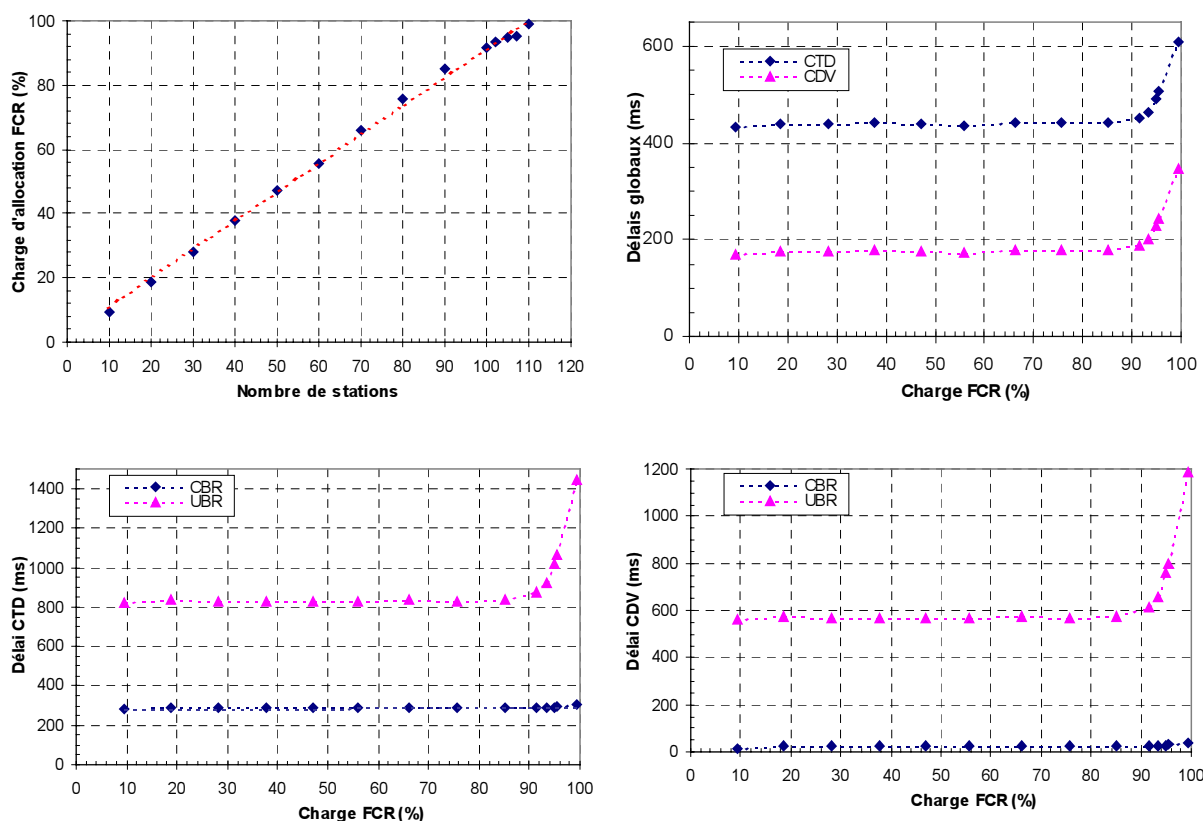 100
80
60
40
20
0
Charge d'allocation FCR (%)
0 10 20 30 40 50 60 70 80 90 100 110 120
Nombre de stations
CTD
CDV
600
400
200
0
Délais globaux (ms)
0 10 20 30 40 50 60 70 80 90 100
Charge FCR (%)
CBR
UBR
1400
1200
1000
800
600
400
200
0
Délai CTD (ms)
0 10 20 30 40 50 60 70 80 90 100
Charge FCR (%)
CBR
UBR
1200
1000
800
600
400
200
0
Délai CDV (ms)
0 10 20 30 40 50 60 70 80 90 100
Charge FCR (%)